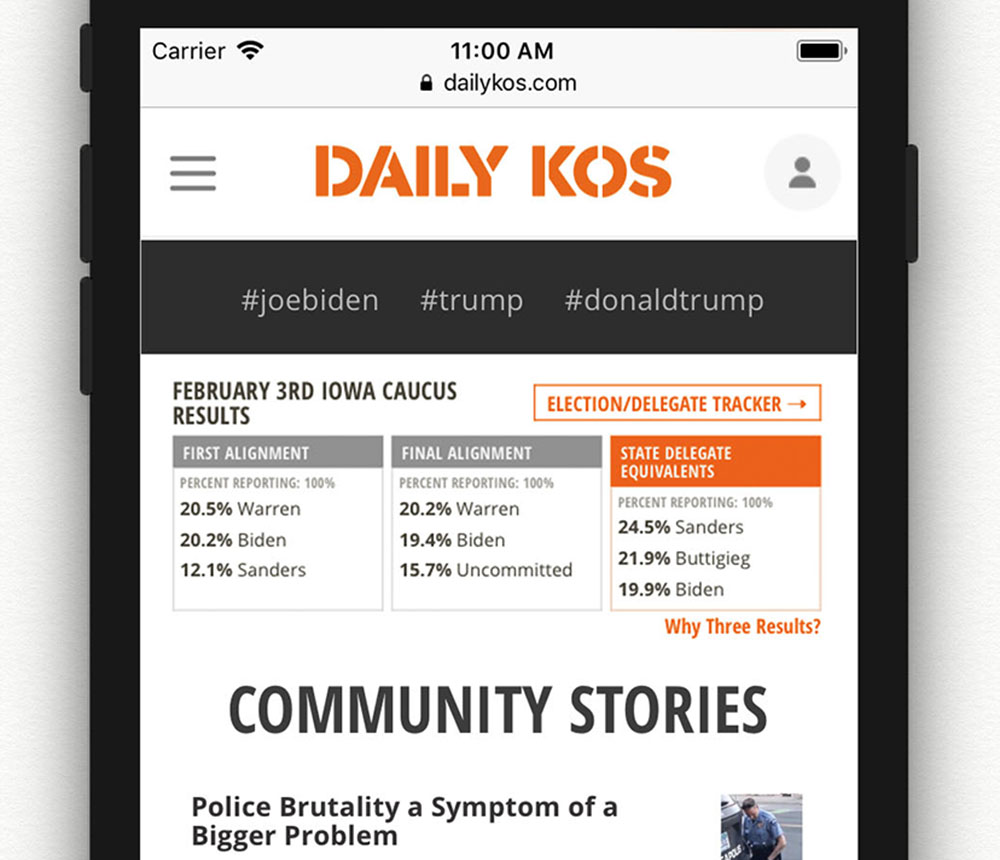 Carrier
11:00 AM
dailykos.com
DAILY KOS
#joebiden #trump #donaldtrump
FEBRUARY 3RD IOWA CAUCUS
RESULTS
ELECTION/DELEGATE TRACKER →
FIRST ALIGNMENT
PERCENT REPORTING: 100%
20.5% Warren
20.2% Biden
12.1% Sanders
FINAL ALIGNMENT
PERCENT REPORTING: 100%
20.2% Warren
19.4% Biden
15.7% Uncommitted
STATE DELEGATE
EQUIVALENTS
PERCENT REPORTING: 100%
24.5% Sanders
21.9% Buttigieg
19.9% Biden
Why Three Results?
COMMUNITY STORIES
Police Brutality a Symptom of a
Bigger Problem